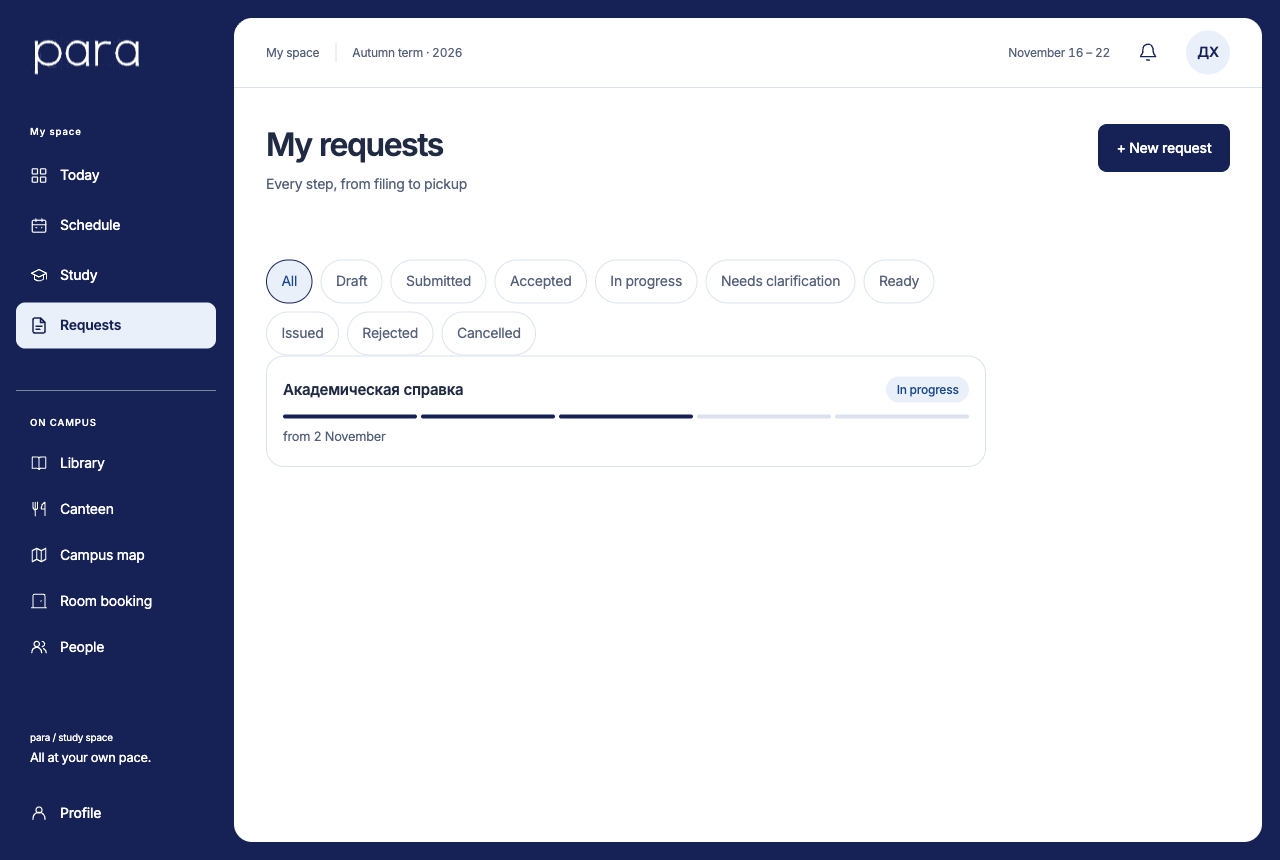 para
My space
Today
Schedule
Study
Requests
ON CAMPUS
Library
Canteen
Campus map
Room booking
People
para / study space
All at your own pace.
Profile
My space
Autumn term · 2026
November 16 – 22
ДХ
My requests
Every step, from filing to pickup
+ New request
All
Draft
Submitted
Accepted
In progress
Needs clarification
Ready
Issued
Rejected
Cancelled
Академическая справка
In progress
from 2 November